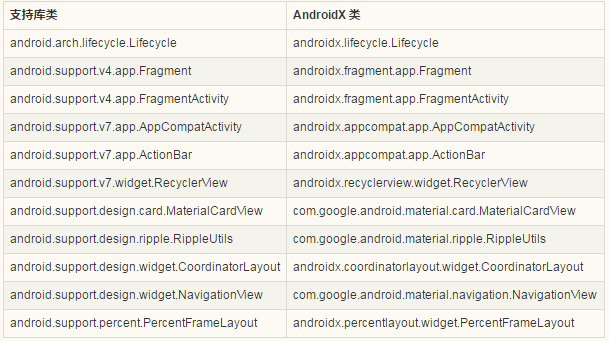 支持库类 AndroidX 类
android.arch.lifecycle.Lifecycle androidx.lifecycle.Lifecycle
android.support.v4.app.Fragment androidx.fragment.app.Fragment
android.support.v4.app.FragmentActivity androidx.fragment.app.FragmentActivity
android.support.v7.app.AppCompatActivity androidx.appcompat.app.AppCompatActivity
android.support.v7.app.ActionBar androidx.appcompat.app.ActionBar
android.support.v7.widget.RecyclerView androidx.recyclerview.widget.RecyclerView
android.support.design.card.MaterialCardView com.google.android.material.card.MaterialCardView
android.support.design.ripple.RippleUtils com.google.android.material.ripple.RippleUtils
android.support.design.widget.CoordinatorLayout androidx.coordinatorlayout.widget.CoordinatorLayout
android.support.design.widget.NavigationView com.google.android.material.navigation.NavigationView
android.support.percent.PercentFrameLayout androidx.percentlayout.widget.PercentFrameLayout